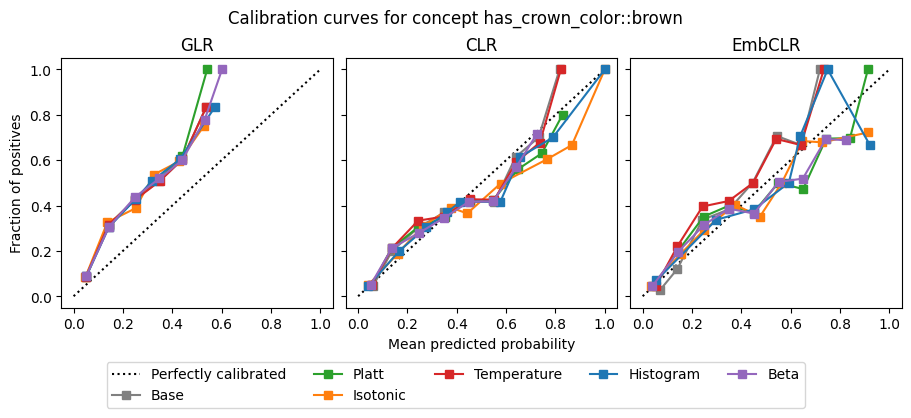 Calibration curves for concept has_crown_color::brown
GLR
CLR
EmbCLR
Fraction of positives
1.0
0.8
0.6
0.4
0.2
0.0
0.0 0.2 0.4 0.6 0.8 1.0
0.0 0.2 0.4 0.6 0.8 1.0
0.0 0.2 0.4 0.6 0.8 1.0
Mean predicted probability
Perfectly calibrated
Base
Platt
Isotonic
Temperature
Histogram
Beta